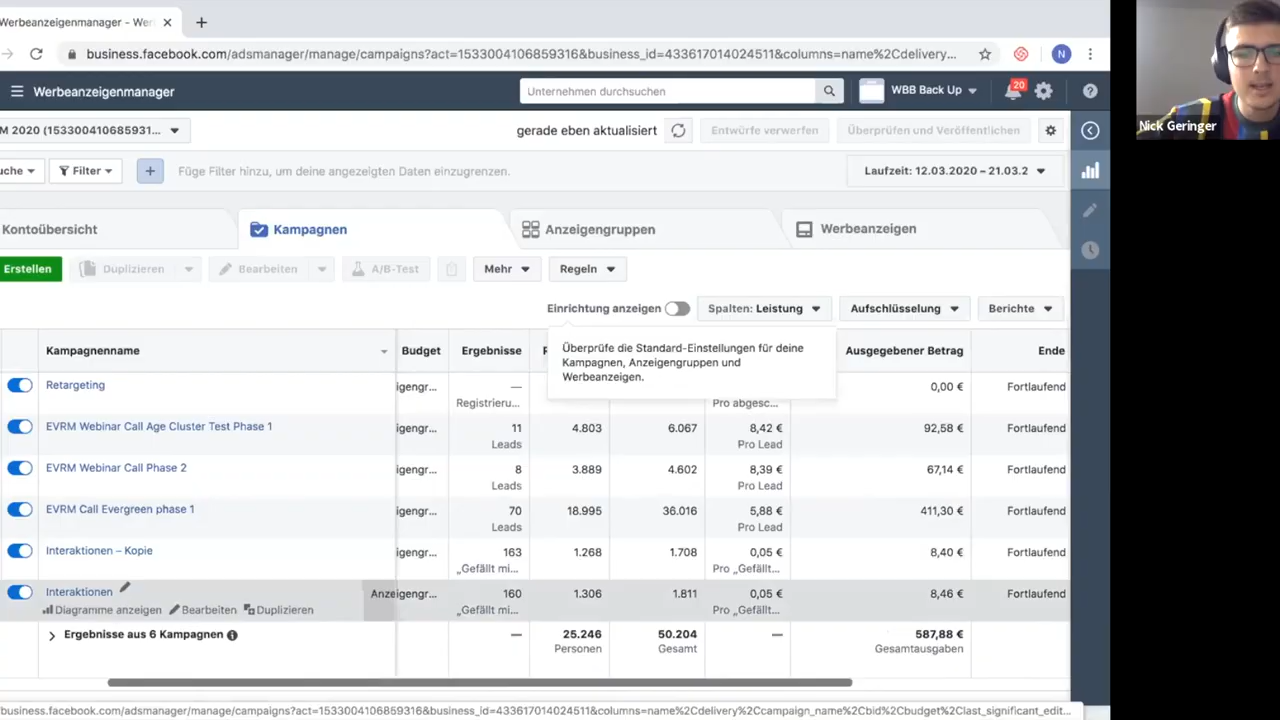 Werbeanzeigenmanager - Wer
business.facebook.com/adsmanager/manage/campaigns?act=1533004106859316&business_id=433617014024511&columns=name%2Cdelivery...
N
Werbeanzeigenmanager
Unternehmen durchsuchen
WBB Back Up
20
M 2020 (153300410685931...
gerade eben aktualisiert
Entwürfe verwerfen
Überprüfen und Veröffentlichen
uche
Filter
Füge Filter hinzu, um deine angezeigten Daten einzugrenzen.
Laufzeit: 12.03.2020 – 21.03.2
Kontoübersicht
Kampagnen
Anzeigengruppen
Werbeanzeigen
Erstellen
Duplizieren
Bearbeiten
A/B-Test
Mehr
Regeln
Einrichtung anzeigen
Spalten: Leistung
Aufschlüsselung
Berichte
Überprüfe die Standard-Einstellungen für deine
Kampagnen, Anzeigengruppen und
Werbeanzeigen.
Kampagnenname Budget Ergebnisse Ausgegebener Betrag Ende
Retargeting igengr... — 0,00 € Fortlaufend
Registrieru... Pro abgesc...
EVRM Webinar Call Age Cluster Test Phase 1 igengr... 11 4.803 6.067 8,42 € 92,58 € Fortlaufend
Leads Pro Lead
EVRM Webinar Call Phase 2 igengr... 8 3.889 4.602 8,39 € 67,14 € Fortlaufend
Leads Pro Lead
EVRM Call Evergreen phase 1 igengr... 70 18.995 36.016 5,88 € 411,30 € Fortlaufend
Leads Pro Lead
Interaktionen – Kopie igengr... 163 1.268 1.708 0,05 € 8,40 € Fortlaufend
„Gefällt mi... Pro „Gefällt...
Interaktionen Anzeigengr... 160 1.306 1.811 0,05 € 8,46 € Fortlaufend
Diagramme anzeigen Bearbeiten Duplizieren „Gefällt mi... Pro „Gefällt...
Ergebnisse aus 6 Kampagnen — 25.246 50.204 — 587,88 €
Personen Gesamt Gesamtausgaben
business.facebook.com/adsmanager/manage/campaigns?act=1533004106859316&business_id=433617014024511&columns=name%2Cdelivery%2Ccampaign_name%2Cbid%2Cbudget%2Clast_significant_edit...
Nick Geringer